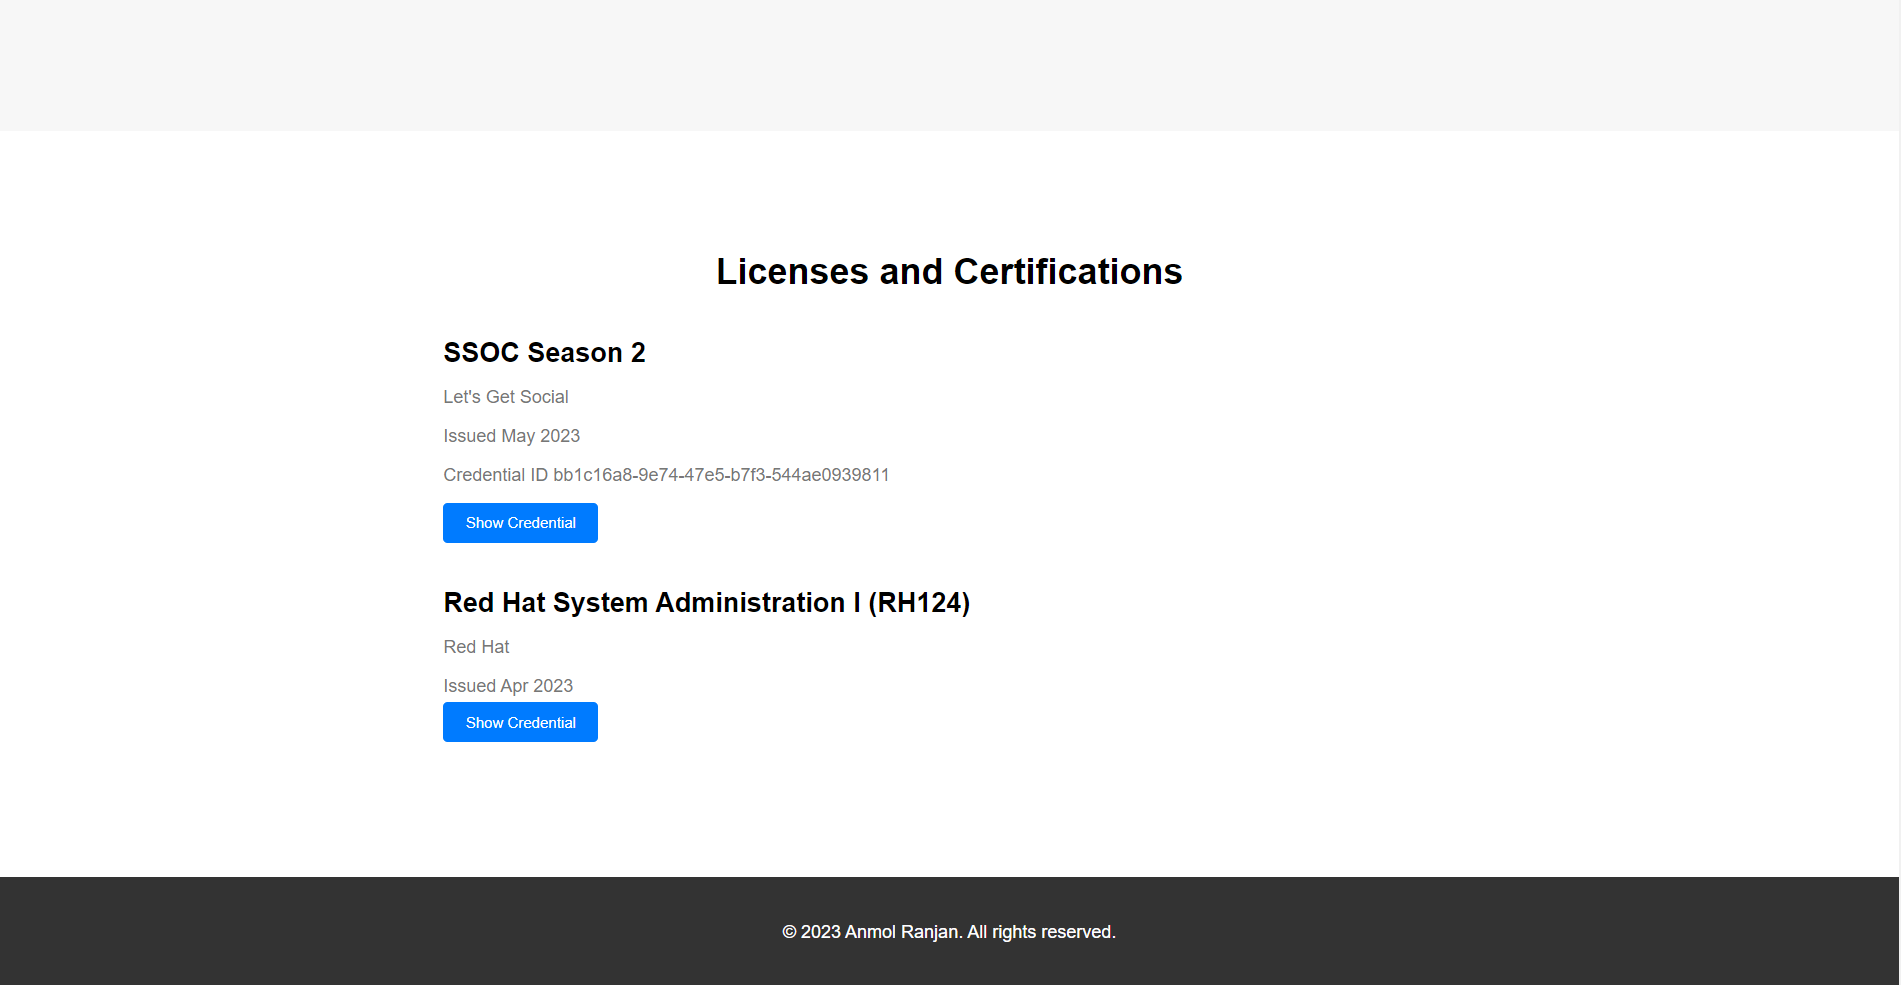 Licenses and Certifications
SSOC Season 2
Let's Get Social
Issued May 2023
Credential ID bb1c16a8-9e74-47e5-b7f3-544ae0939811
Show Credential
Red Hat System Administration I (RH124)
Red Hat
Issued Apr 2023
Show Credential
© 2023 Anmol Ranjan. All rights reserved.